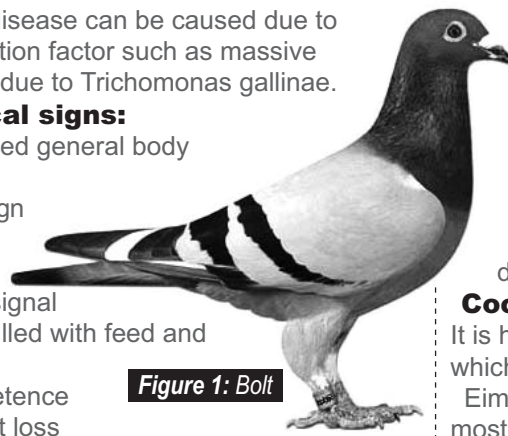 isease can be caused due to
tion factor such as massive
due to Trichomonas gallinae.
cal signs:
ed general body
gn
signal
lled with feed and
etence
t loss
Figure 1: Bolt
d
Coc
It is h
which
Eim
most